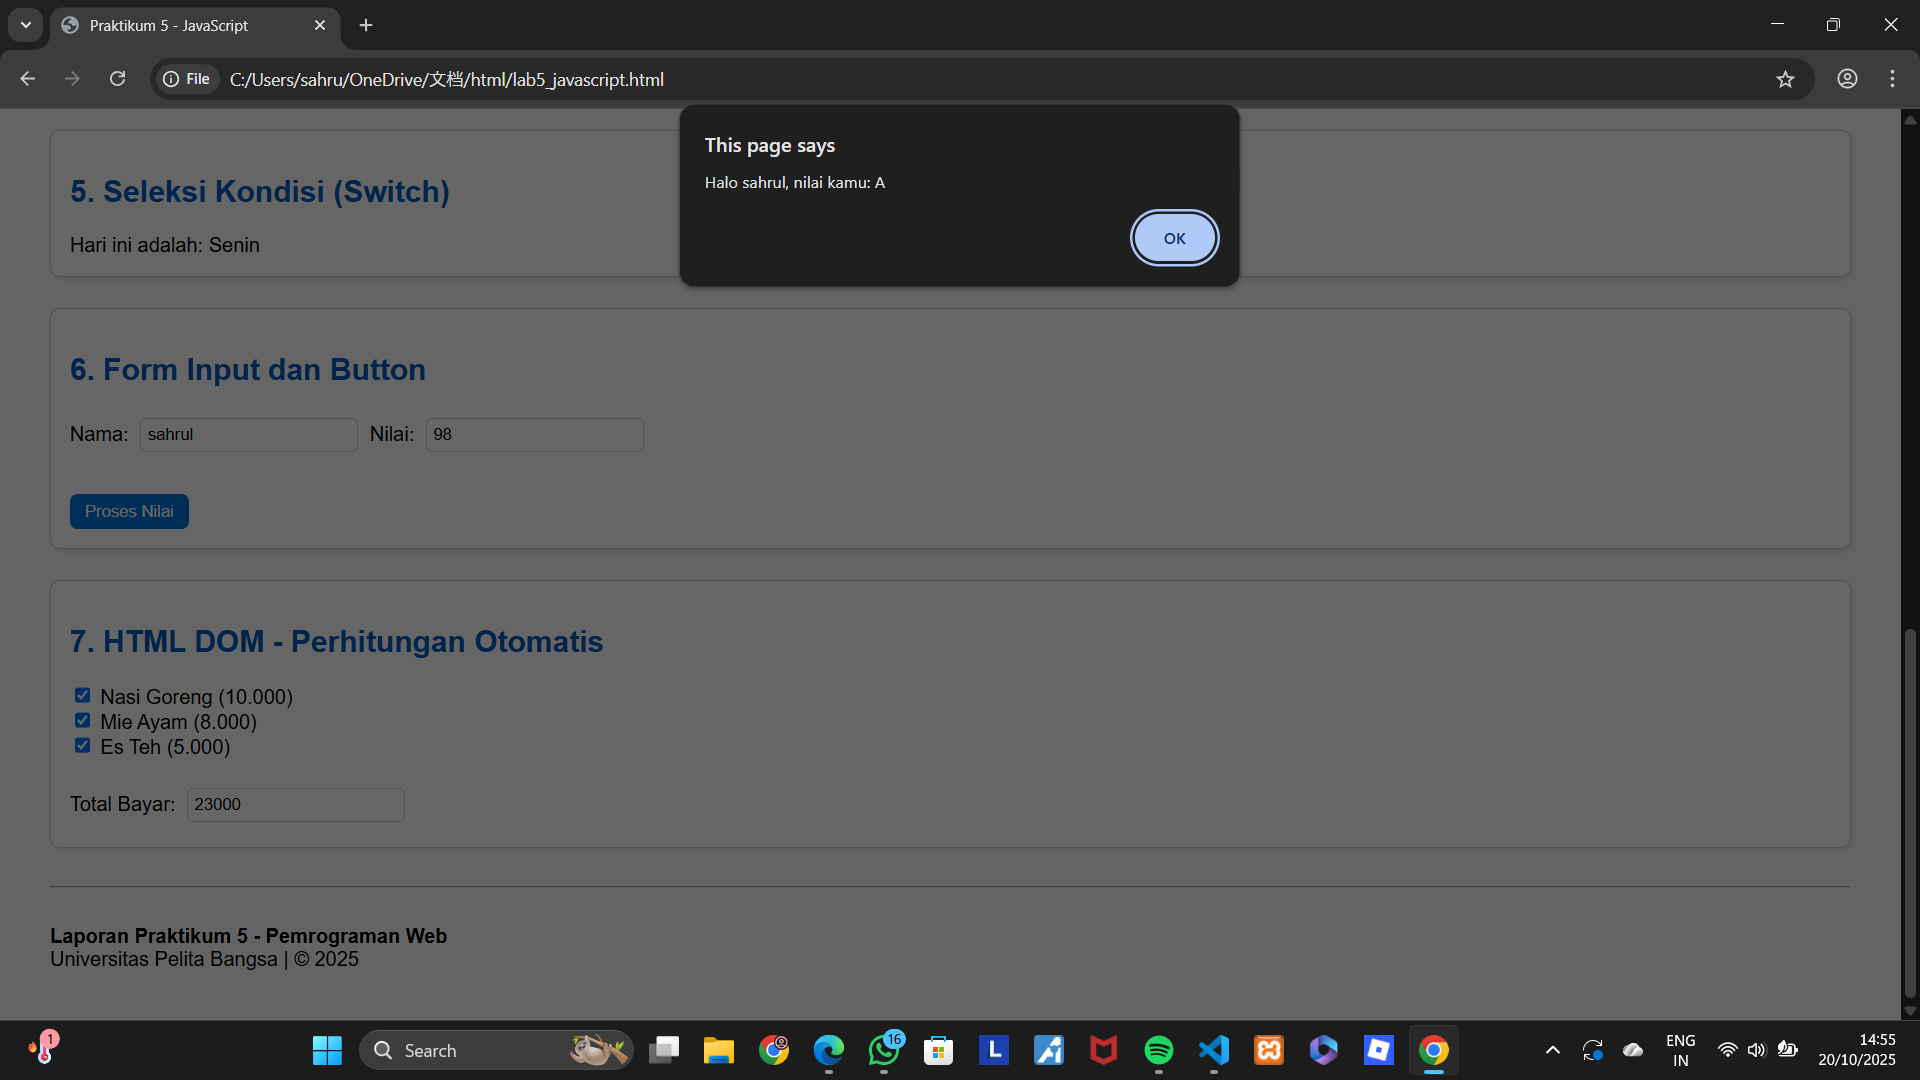 Praktikum 5 - JavaScript
File
C:/Users/sahru/OneDrive/文档/html/lab5_javascript.html
This page says
Halo sahrul, nilai kamu: A
OK
5. Seleksi Kondisi (Switch)
Hari ini adalah: Senin
6. Form Input dan Button
Nama: sahrul Nilai: 98
Proses Nilai
7. HTML DOM - Perhitungan Otomatis
Nasi Goreng (10.000)
Mie Ayam (8.000)
Es Teh (5.000)
Total Bayar: 23000
Laporan Praktikum 5 - Pemrograman Web
Universitas Pelita Bangsa | © 2025
1
Search
16
L
ENG
IN
14:55
20/10/2025